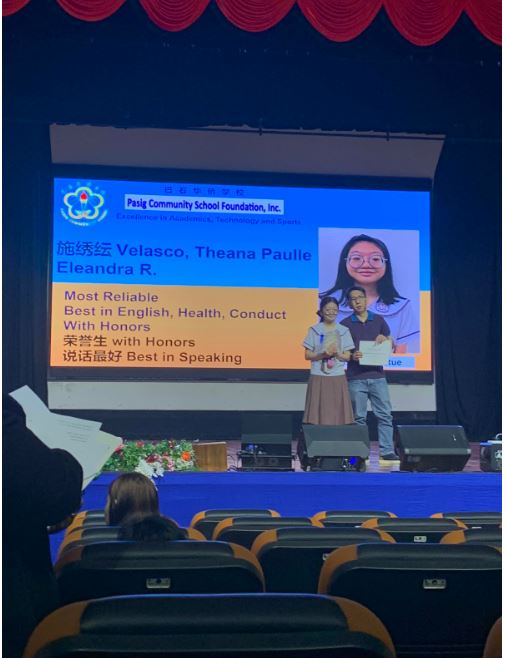 巴石华侨学校
Pasig Community School Foundation, Inc.
Excellence in Academics, Technology and Sports
施绣纭 Velasco, Theana Paulle
Eleandra R.
Most Reliable
Best in English, Health, Conduct
With Honors
荣誉生 with Honors
说话最好 Best in Speaking